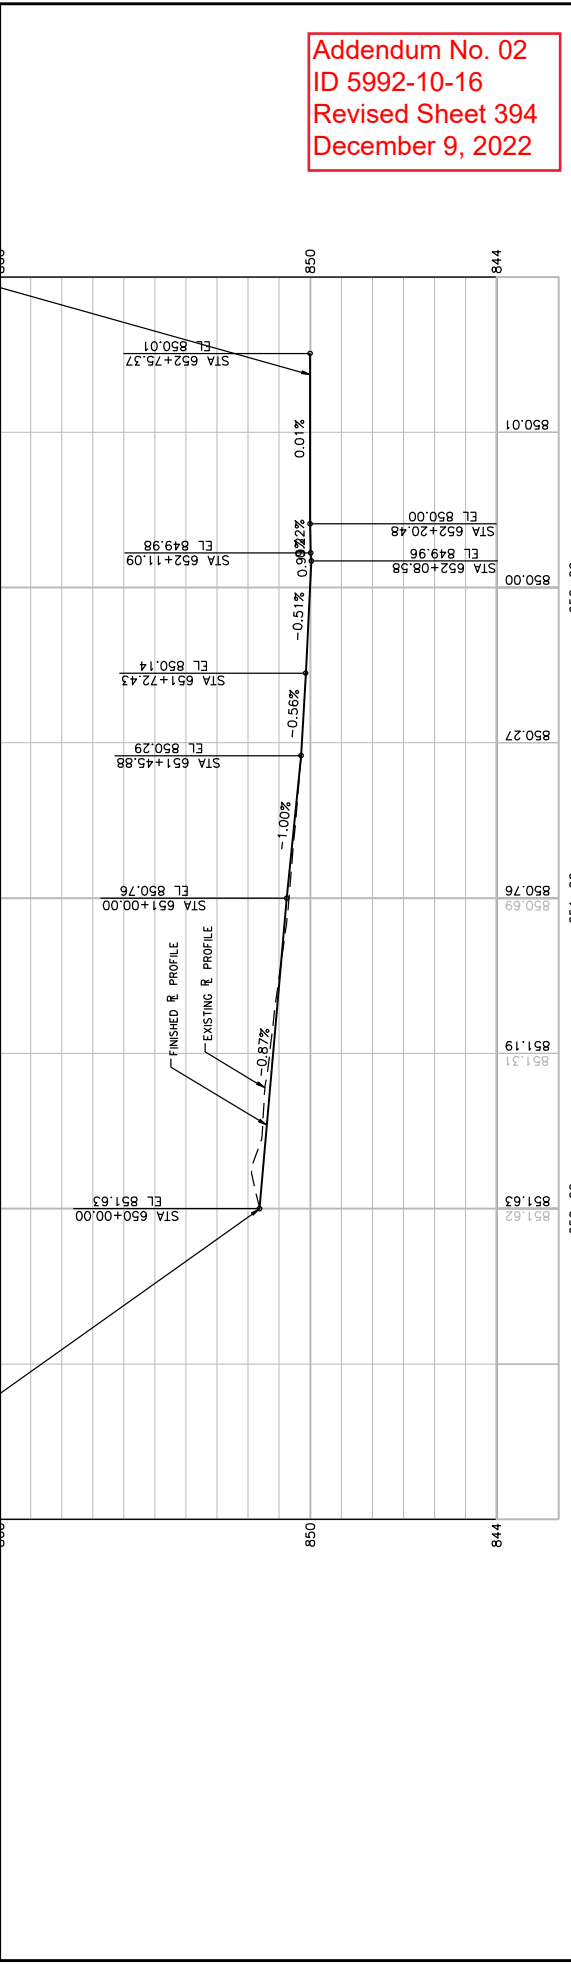 Addendum No. 02
ID 5992-10-16
Revised Sheet 394
December 9, 2022
850
844
STA 652+75.37
EL 850.01
0.01%
850.01
STA 652+20.48
EL 850.00
STA 652+11.09
EL 849.98
STA 652+08.58
EL 849.96
850.00
-0.51%
STA 651+72.43
EL 850.14
-0.56%
850.27
STA 651+45.88
EL 850.29
-1.00%
STA 651+00.00
EL 850.76
850.76
850.69
FINISHED PROFILE
EXISTING PROFILE
-0.87%
851.19
851.31
STA 650+00.00
EL 851.63
851.63
851.62
850
844